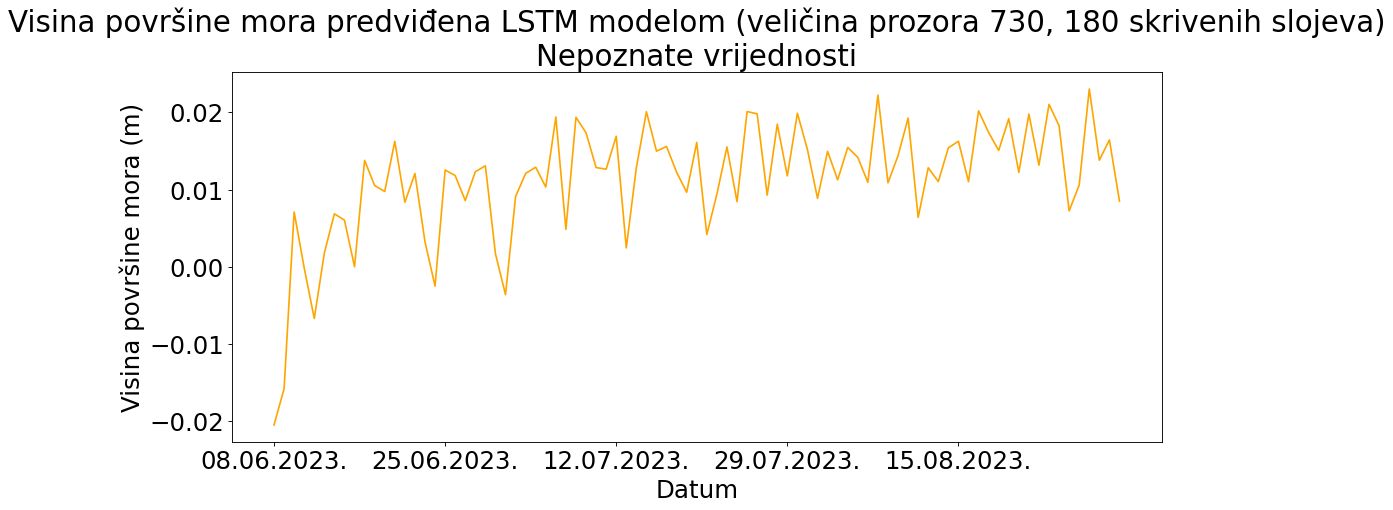 Visina površine mora predviđena LSTM modelom (veličina prozora 730, 180 skrivenih slojeva)
Nepoznate vrijednosti
Visina površine mora (m)
0.02
0.01
0.00
−0.01
−0.02
08.06.2023. 25.06.2023. 12.07.2023. 29.07.2023. 15.08.2023.
Datum